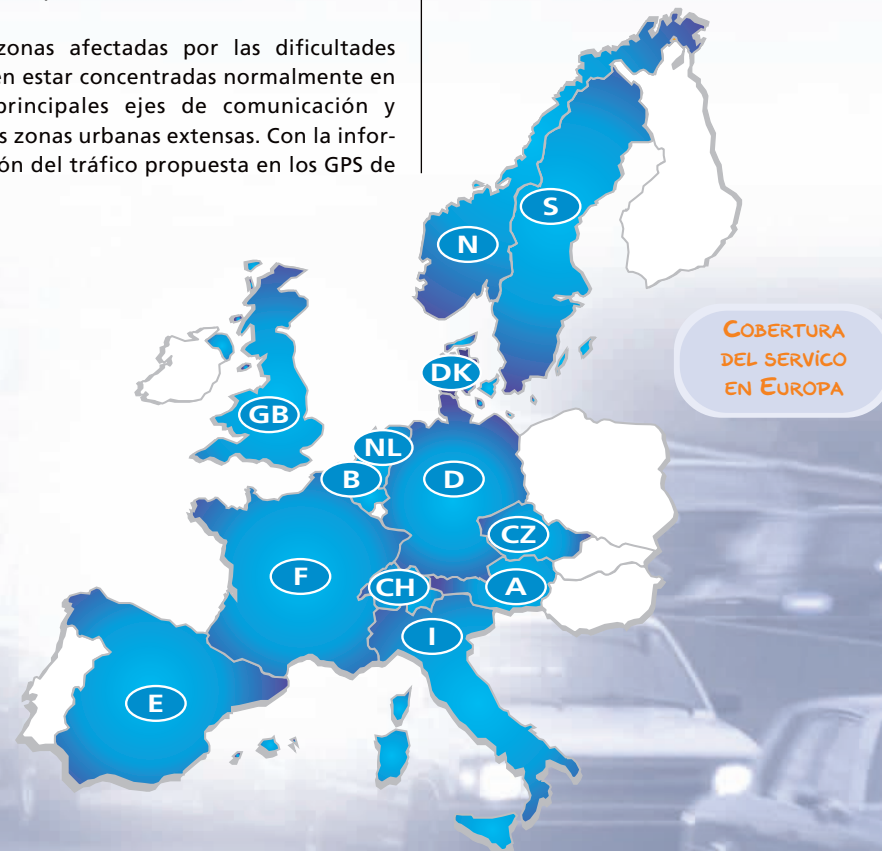 zonas afectadas por las dificultades
en estar concentradas normalmente en
principales ejes de comunicación y
s zonas urbanas extensas. Con la infor-
ón del tráfico propuesta en los GPS de
S
N
COBERTURA
DEL SERVÍCO
EN EUROPA
DK
GB
NL
B
D
CZ
F
CH
A
I
E